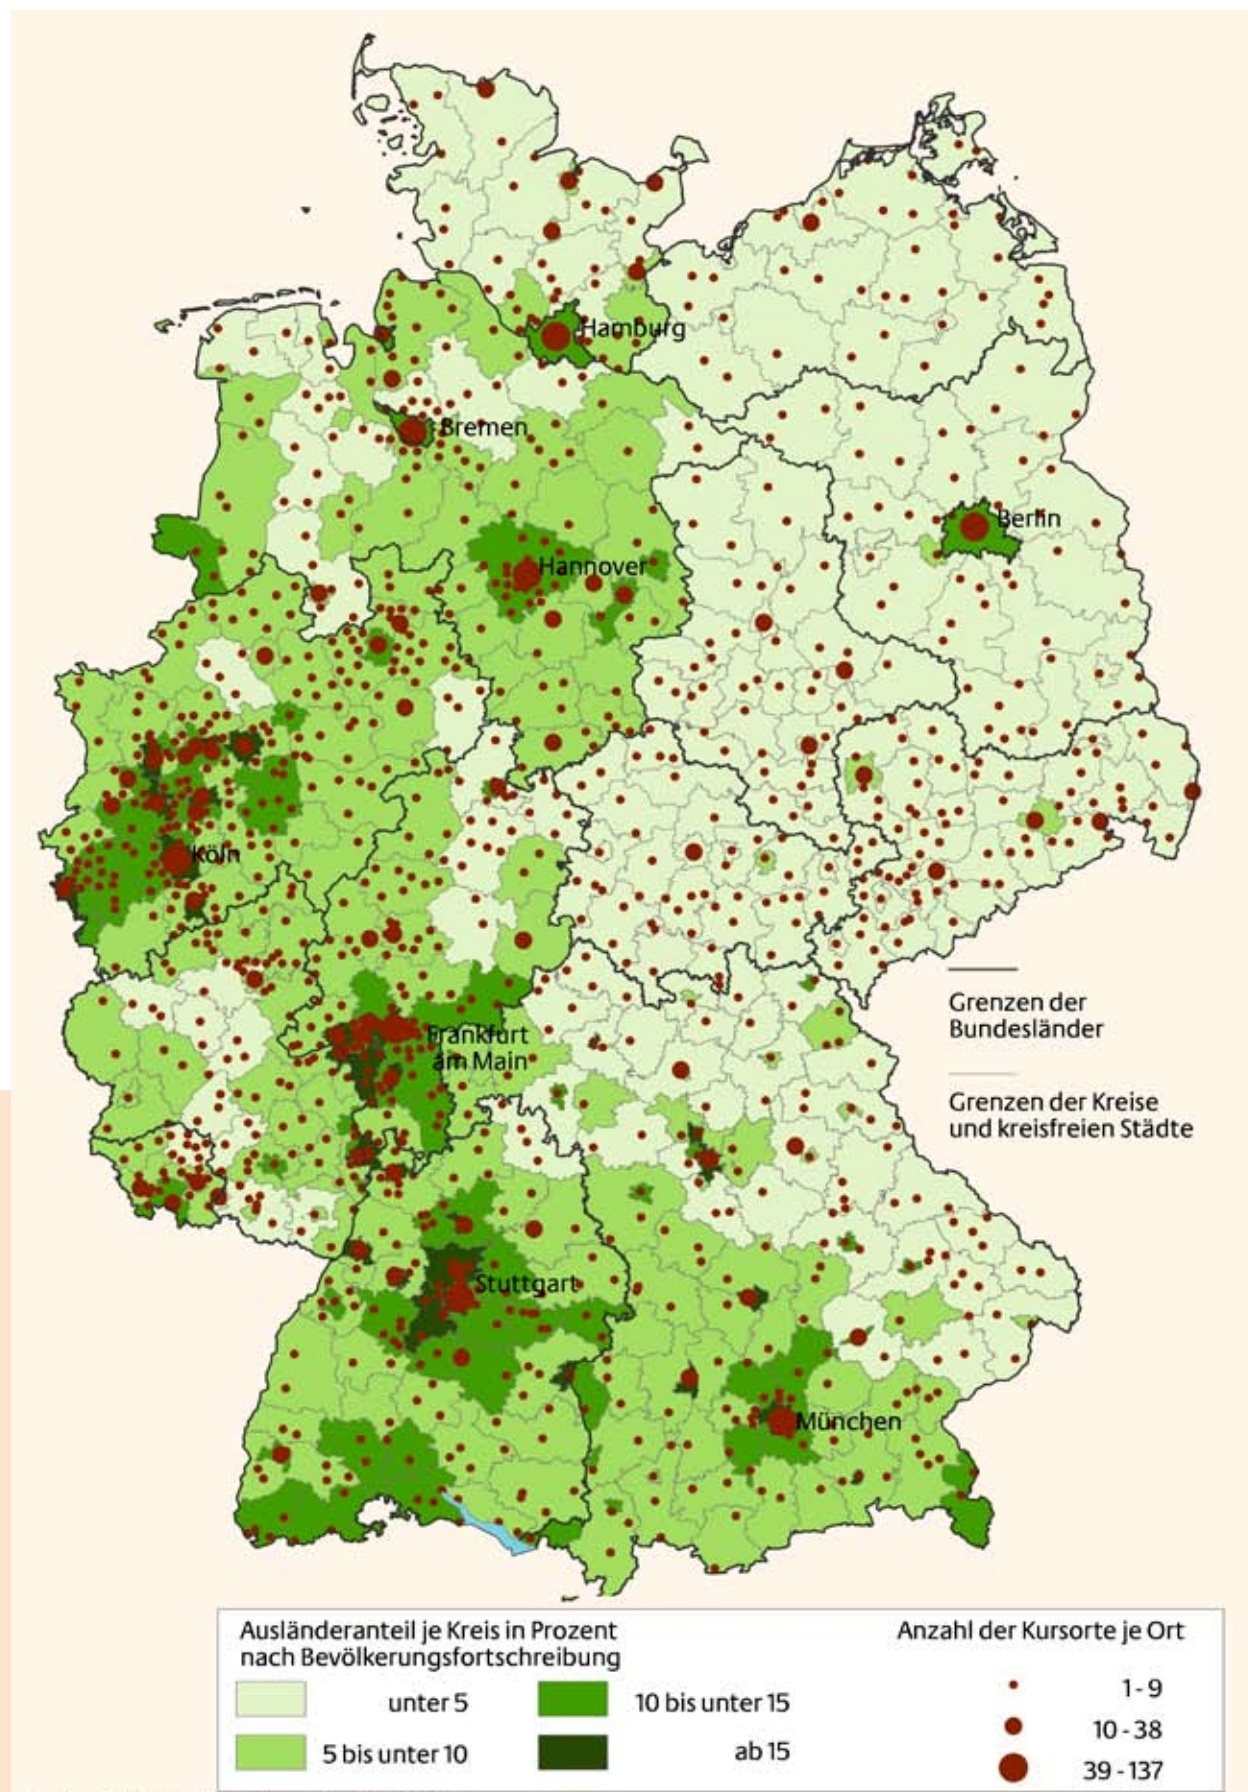 Hamburg
Bremen
Berlin
Hannover
Köln
Grenzen der
Bundesländer
Frankfurt
am Main
Grenzen der Kreise
und kreisfreien Städte
Stuttgart
München
Ausländeranteil je Kreis in Prozent
nach Bevölkerungsfortschreibung
unter 5
10 bis unter 15
5 bis unter 10
ab 15
Anzahl der Kursorte je Ort
1 - 9
10 - 38
39 - 137